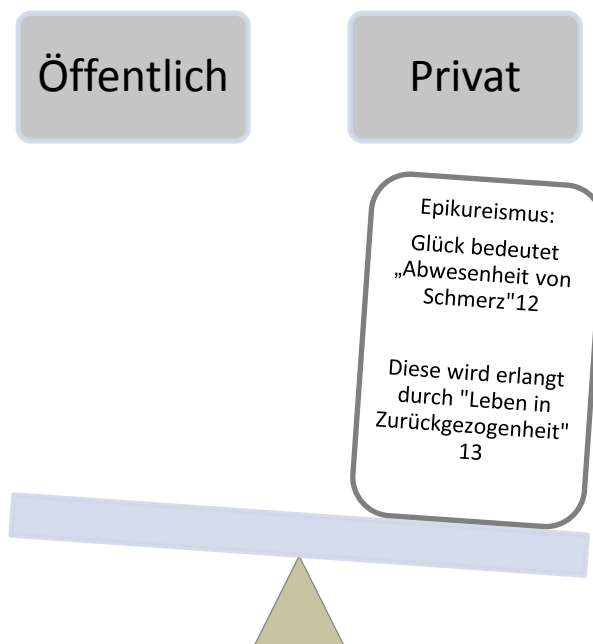 Öffentlich
Privat
Epikureismus:
Glück bedeutet
„Abwesenheit von
Schmerz"12
Diese wird erlangt
durch "Leben in
Zurückgezogenheit"
13